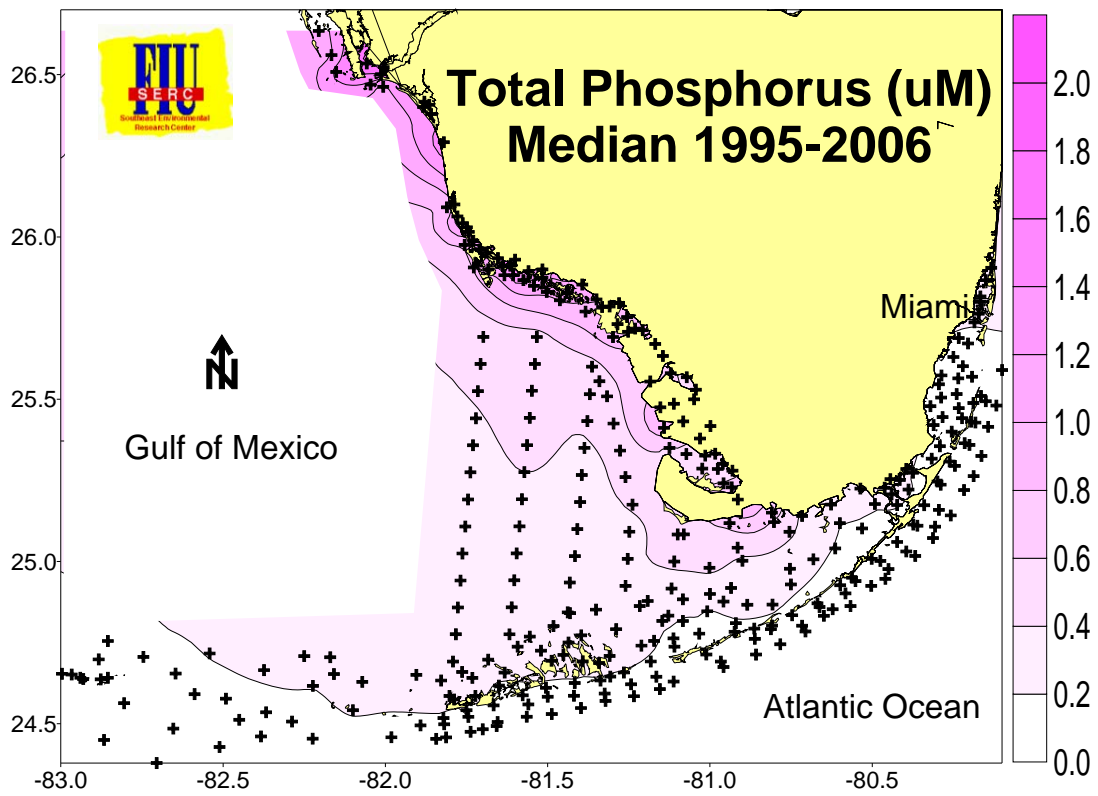 FIU
SERC
Southeast Environmental
Research Center
Total Phosphorus (uM)
Median 1995-2006
Miami
N
Gulf of Mexico
Atlantic Ocean
26.5
26.0
25.5
25.0
24.5
-83.0
-82.5
-82.0
-81.5
-81.0
-80.5
2.0
1.8
1.6
1.4
1.2
1.0
0.8
0.6
0.4
0.2
0.0